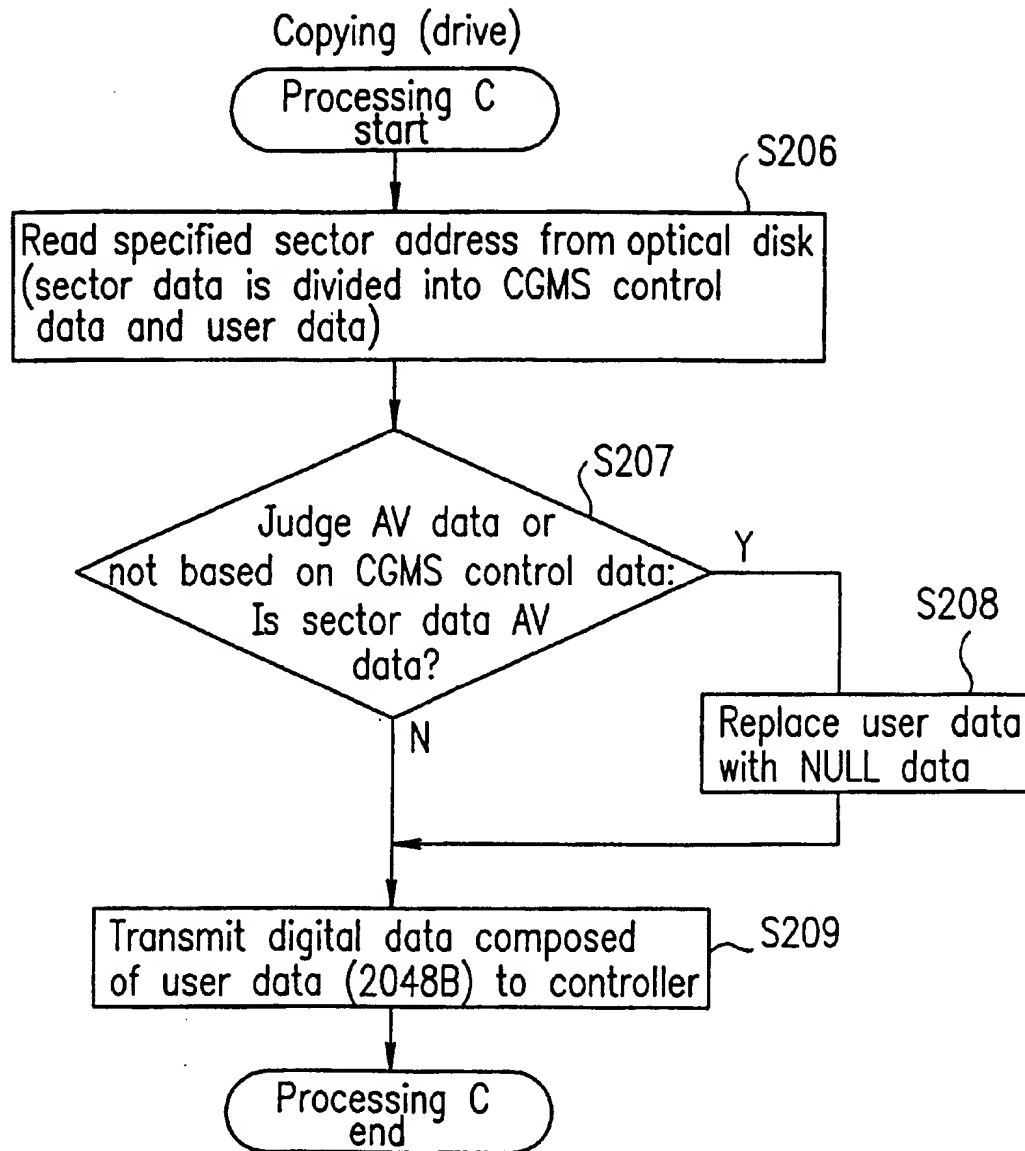 Copying (drive)
Processing C
start
S206
Read specified sector address from optical disk
(sector data is divided into CGMS control
data and user data)
S207
Judge AV data or
not based on CGMS control data:
Is sector data AV
data?
Y
N
S208
Replace user data
with NULL data
S209
Transmit digital data composed
of user data (2048B) to controller
Processing C
end